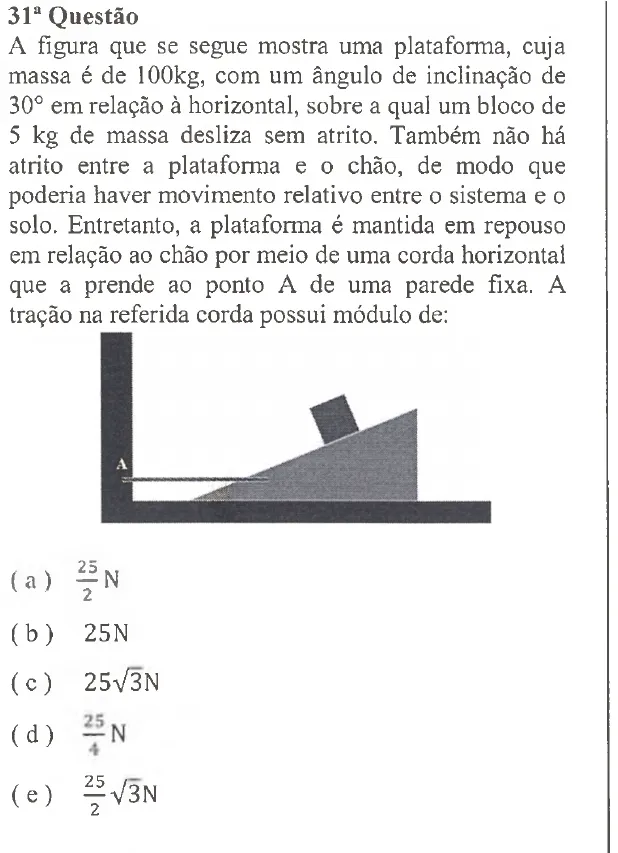 31ª Questão
A figura que se segue mostra uma plataforma, cuja
massa é de 100kg, com um ângulo de inclinação de
30° em relação à horizontal, sobre a qual um bloco de
5 kg de massa desliza sem atrito. Também não há
atrito entre a plataforma e o chão, de modo que
poderia haver movimento relativo entre o sistema e o
solo. Entretanto, a plataforma é mantida em repouso
em relação ao chão por meio de uma corda horizontal
que a prende ao ponto A de uma parede fixa. A
tração na referida corda possui módulo de:
A
( a ) 25/2 N
( b ) 25N
( c ) 25√3N
( d ) 25/4 N
( e ) 25/2 √3N